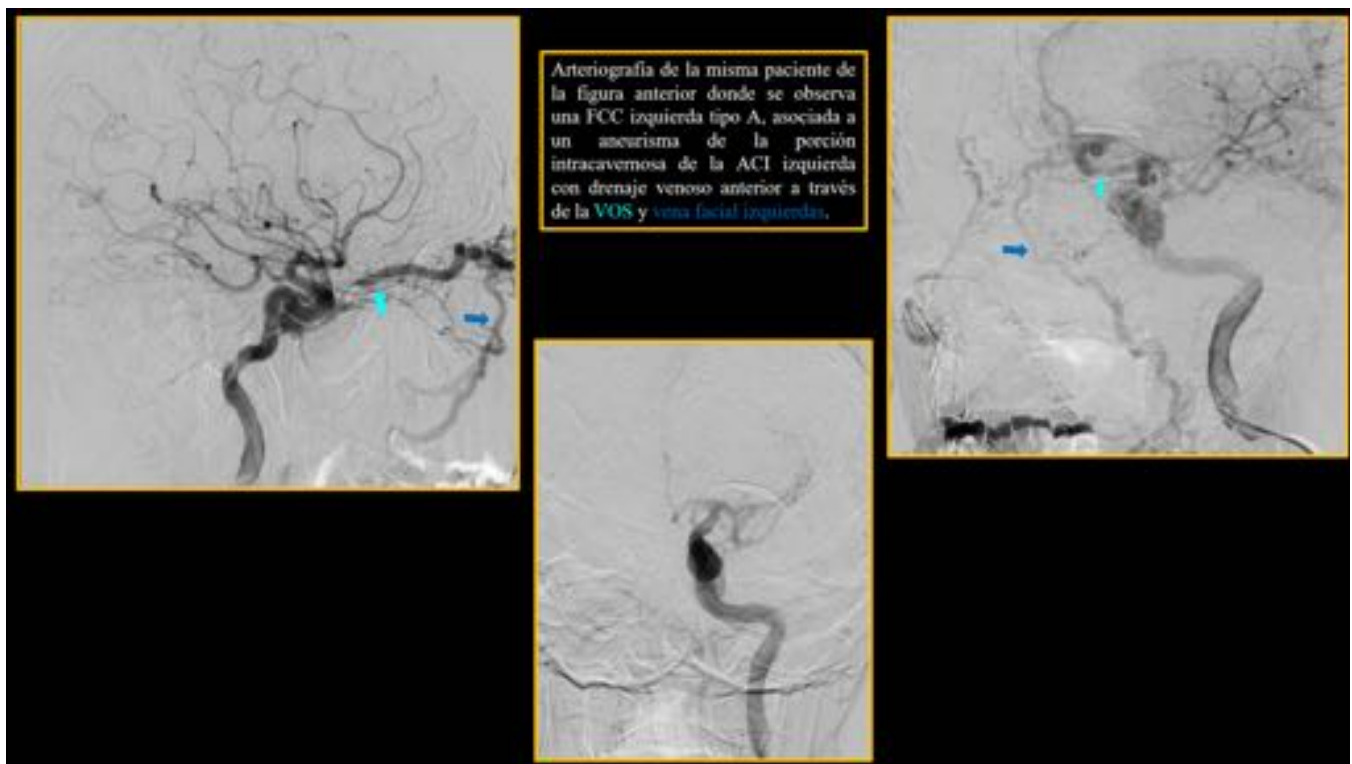 Arteriografía de la misma paciente de
la figura anterior donde se observa
una FCC izquierda tipo A, asociada a
un aneurisma de la porción
intracavernosa de la ACI izquierda
con drenaje venoso anterior a través
de la VOS y vena facial izquierdas.